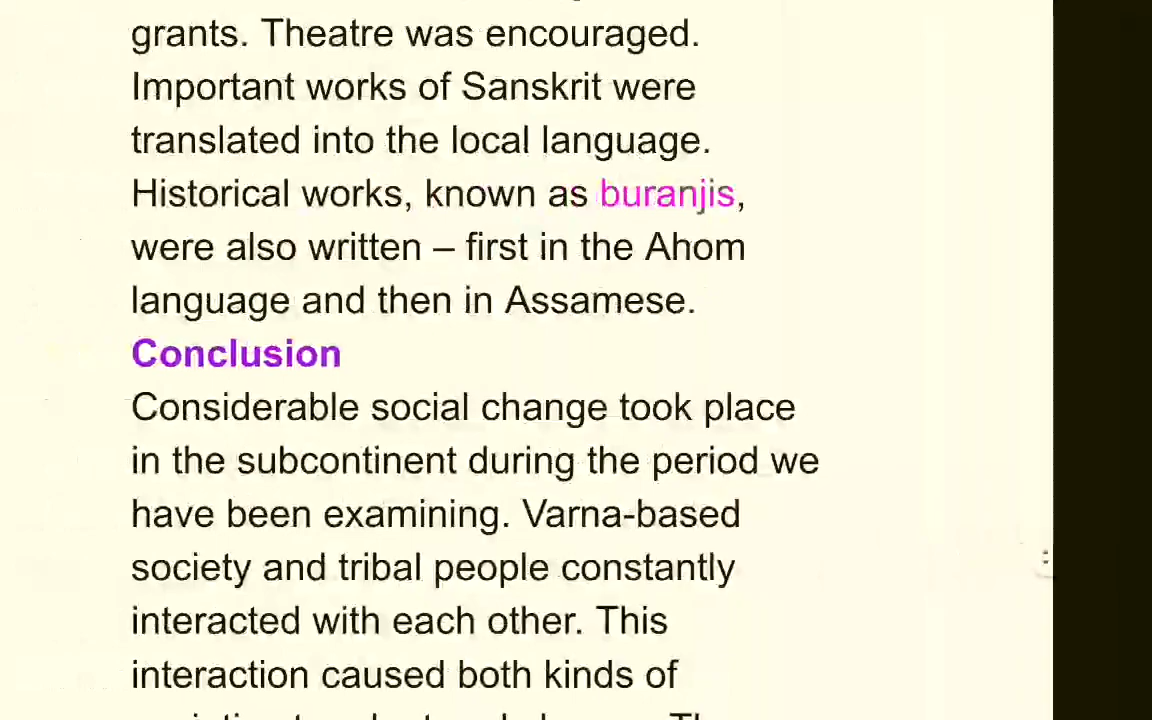 grants. Theatre was encouraged.
Important works of Sanskrit were
translated into the local language.
Historical works, known as buranjis,
were also written – first in the Ahom
language and then in Assamese.
Conclusion
Considerable social change took place
in the subcontinent during the period we
have been examining. Varna-based
society and tribal people constantly
interacted with each other. This
interaction caused both kinds of